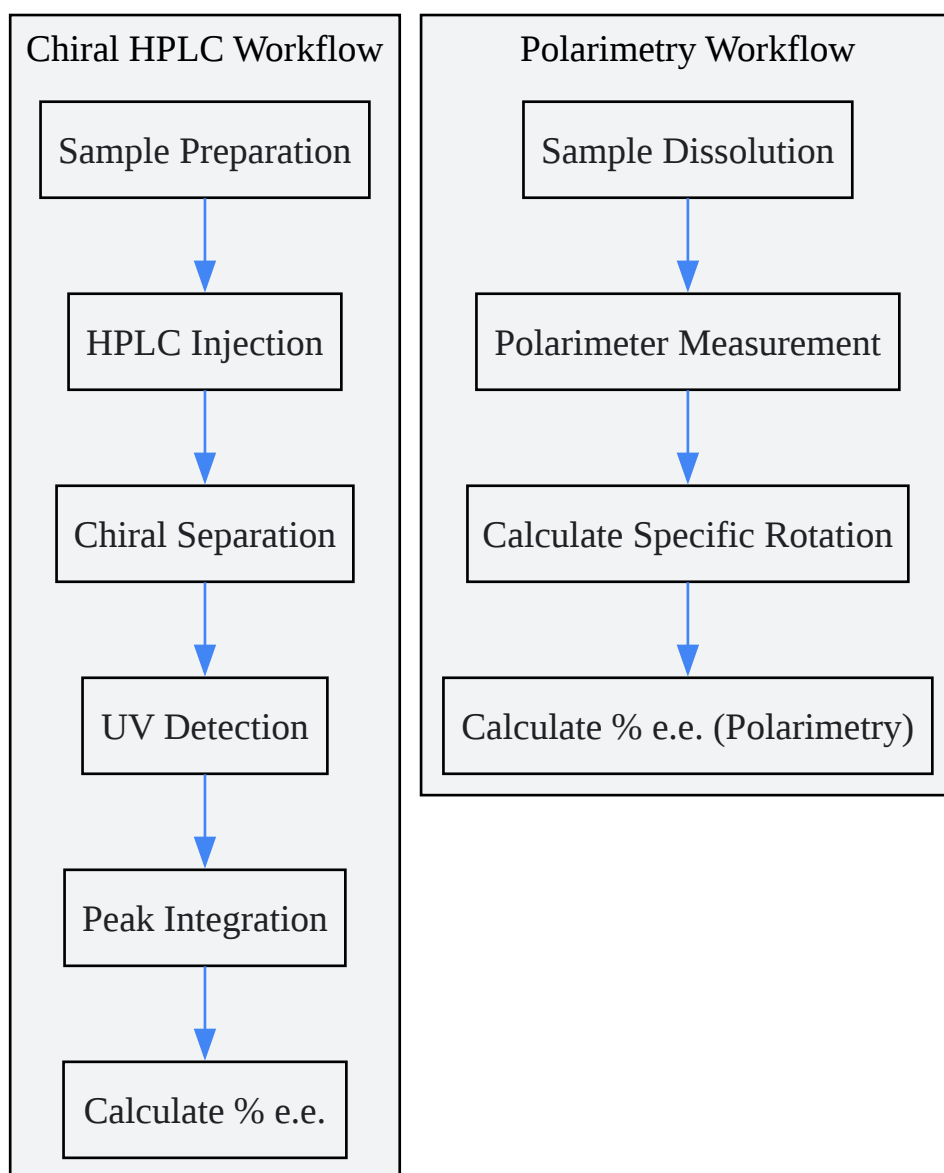 Chiral HPLC Workflow
Sample Preparation
HPLC Injection
Chiral Separation
UV Detection
Peak Integration
Calculate % e.e.
Polarimetry Workflow
Sample Dissolution
Polarimeter Measurement
Calculate Specific Rotation
Calculate % e.e. (Polarimetry)